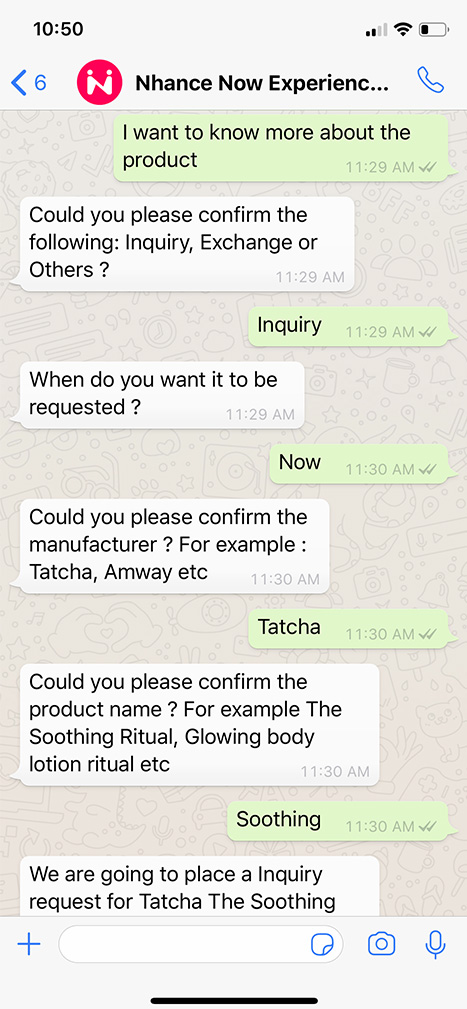 10:50
6
Nhance Now Experienc...
I want to know more about the
product
11:29 AM
Could you please confirm the
following: Inquiry, Exchange or
Others ?
11:29 AM
Inquiry
11:29 AM
When do you want it to be
requested ?
11:29 AM
Now
11:30 AM
Could you please confirm the
manufacturer ? For example :
Tatcha, Amway etc
11:30 AM
Tatcha
11:30 AM
Could you please confirm the
product name ? For example The
Soothing Ritual, Glowing body
lotion ritual etc
11:30 AM
Soothing
11:30 AM
We are going to place a Inquiry
request for Tatcha The Soothing